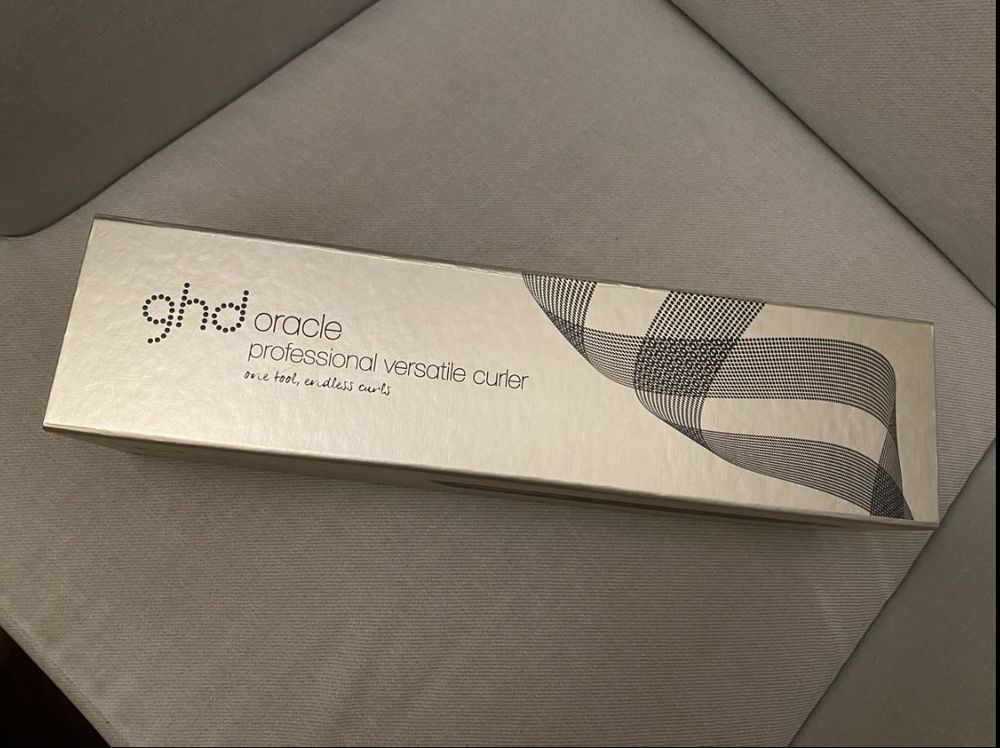 ghd oracle
professional versatile curler
one tool, endless curls